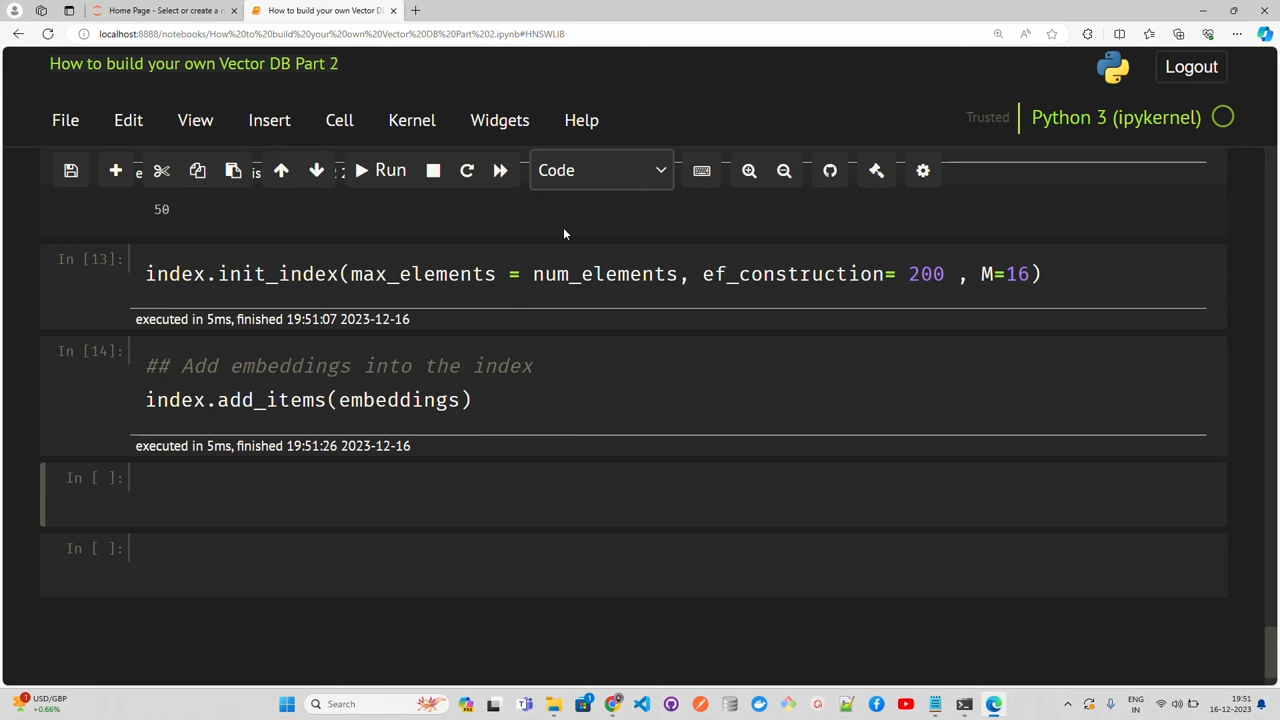 Home Page - Select or create a n
How to build your own Vector D
localhost:8888/notebooks/How%20to%20build%20your%20own%20Vector%20DB%20Part%202.ipynb#HNSWLIB
How to build your own Vector DB Part 2
Logout
File Edit View Insert Cell Kernel Widgets Help
Trusted
Python 3 (ipykernel)
Run
Code
50
In [13]:
index.init_index(max_elements = num_elements, ef_construction= 200 , M=16)
executed in 5ms, finished 19:51:07 2023-12-16
In [14]:
## Add embeddings into the index
index.add_items(embeddings)
executed in 5ms, finished 19:51:26 2023-12-16
In [ ]:
In [ ]:
1
USD/GBP
+0.66%
Search
1
ENG
IN
19:51
16-12-2023